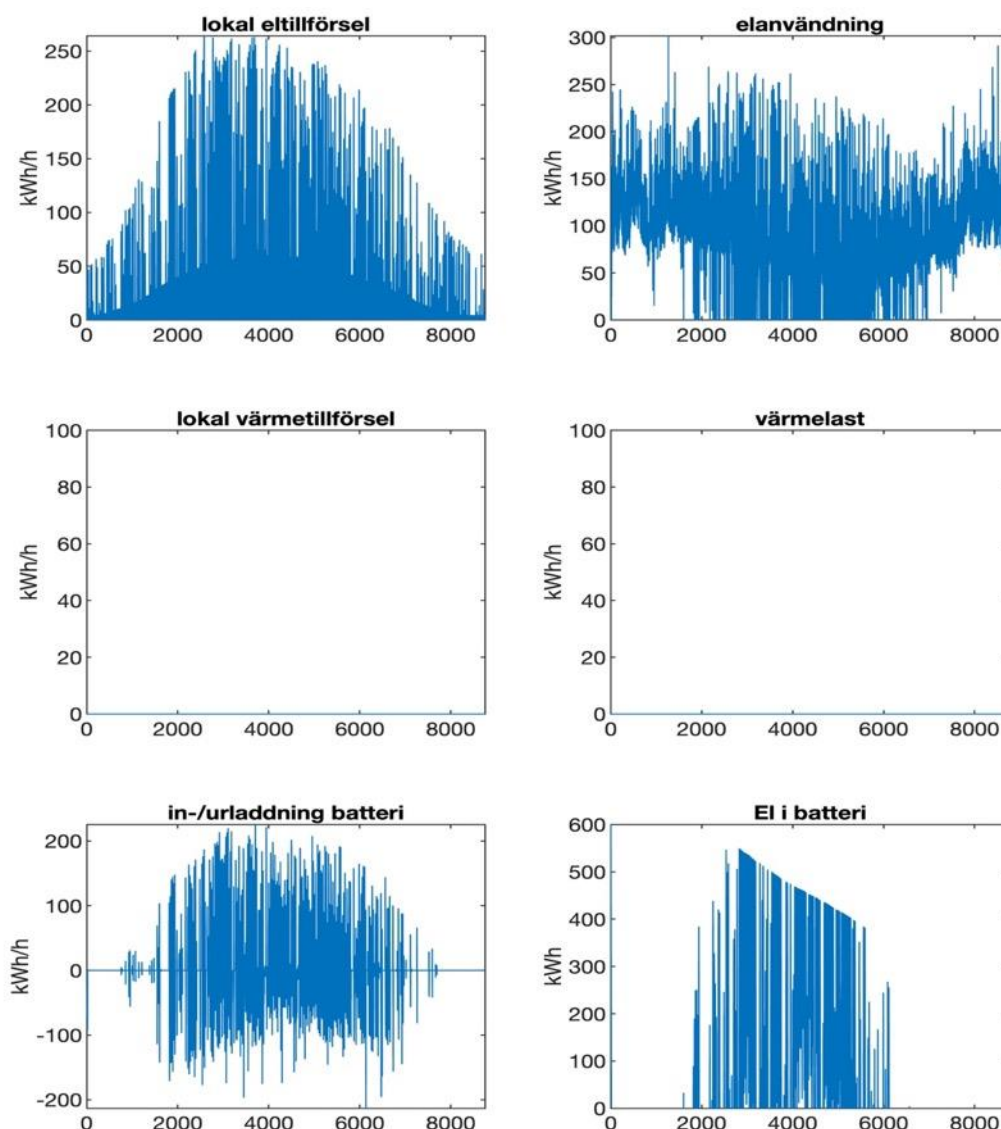 lokal eltillförsel
250
200
150
100
50
0
kWh/h
0 2000 4000 6000 8000
elanvändning
300
250
200
150
100
50
0
kWh/h
0 2000 4000 6000 8000
lokal värmetillförsel
100
80
60
40
20
0
kWh/h
0 2000 4000 6000 8000
värmelast
100
80
60
40
20
0
kWh/h
0 2000 4000 6000 8000
in-/urladdning batteri
200
100
0
-100
-200
kWh/h
0 2000 4000 6000 8000
El i batteri
600
500
400
300
200
100
0
kWh
0 2000 4000 6000 8000